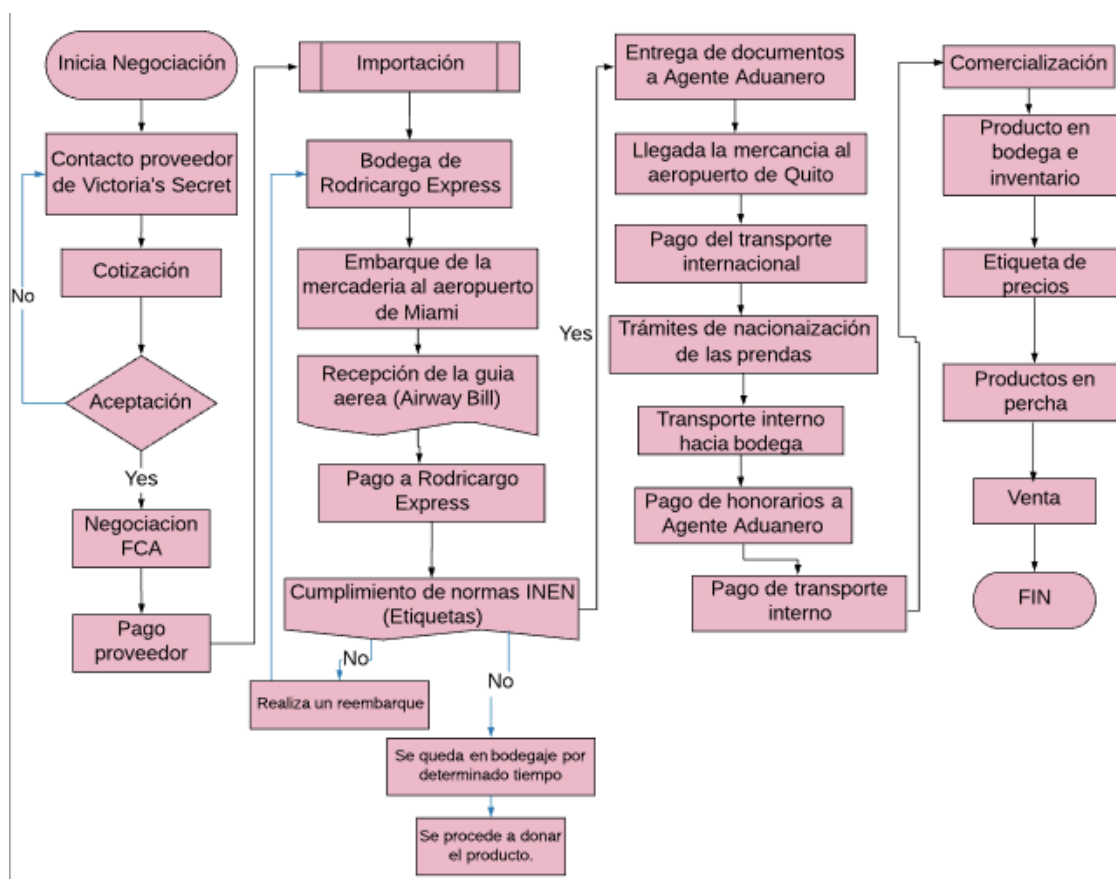 Inicia Negociación
Contacto proveedor
de Victoria's Secret
Cotización
No
Aceptación
Yes
Negociacion
FCA
Pago
proveedor
Importación
Bodega de
Rodricargo Express
Embarque de la
mercaderia al aeropuerto
de Miami
Recepción de la guia
aerea (Airway Bill)
Pago a Rodricargo
Express
Cumplimiento de normas INEN
(Etiquetas)
No
Realiza un reembarque
No
Se queda en bodegaje por
determinado tiempo
Se procede a donar
el producto.
Yes
Entrega de documentos
a Agente Aduanero
Llegada la mercancia al
aeropuerto de Quito
Pago del transporte
internacional
Trámites de nacionaización
de las prendas
Transporte interno
hacia bodega
Pago de honorarios a
Agente Aduanero
Pago de transporte
interno
Comercialización
Producto en
bodega e
inventario
Etiqueta de
precios
Productos en
percha
Venta
FIN